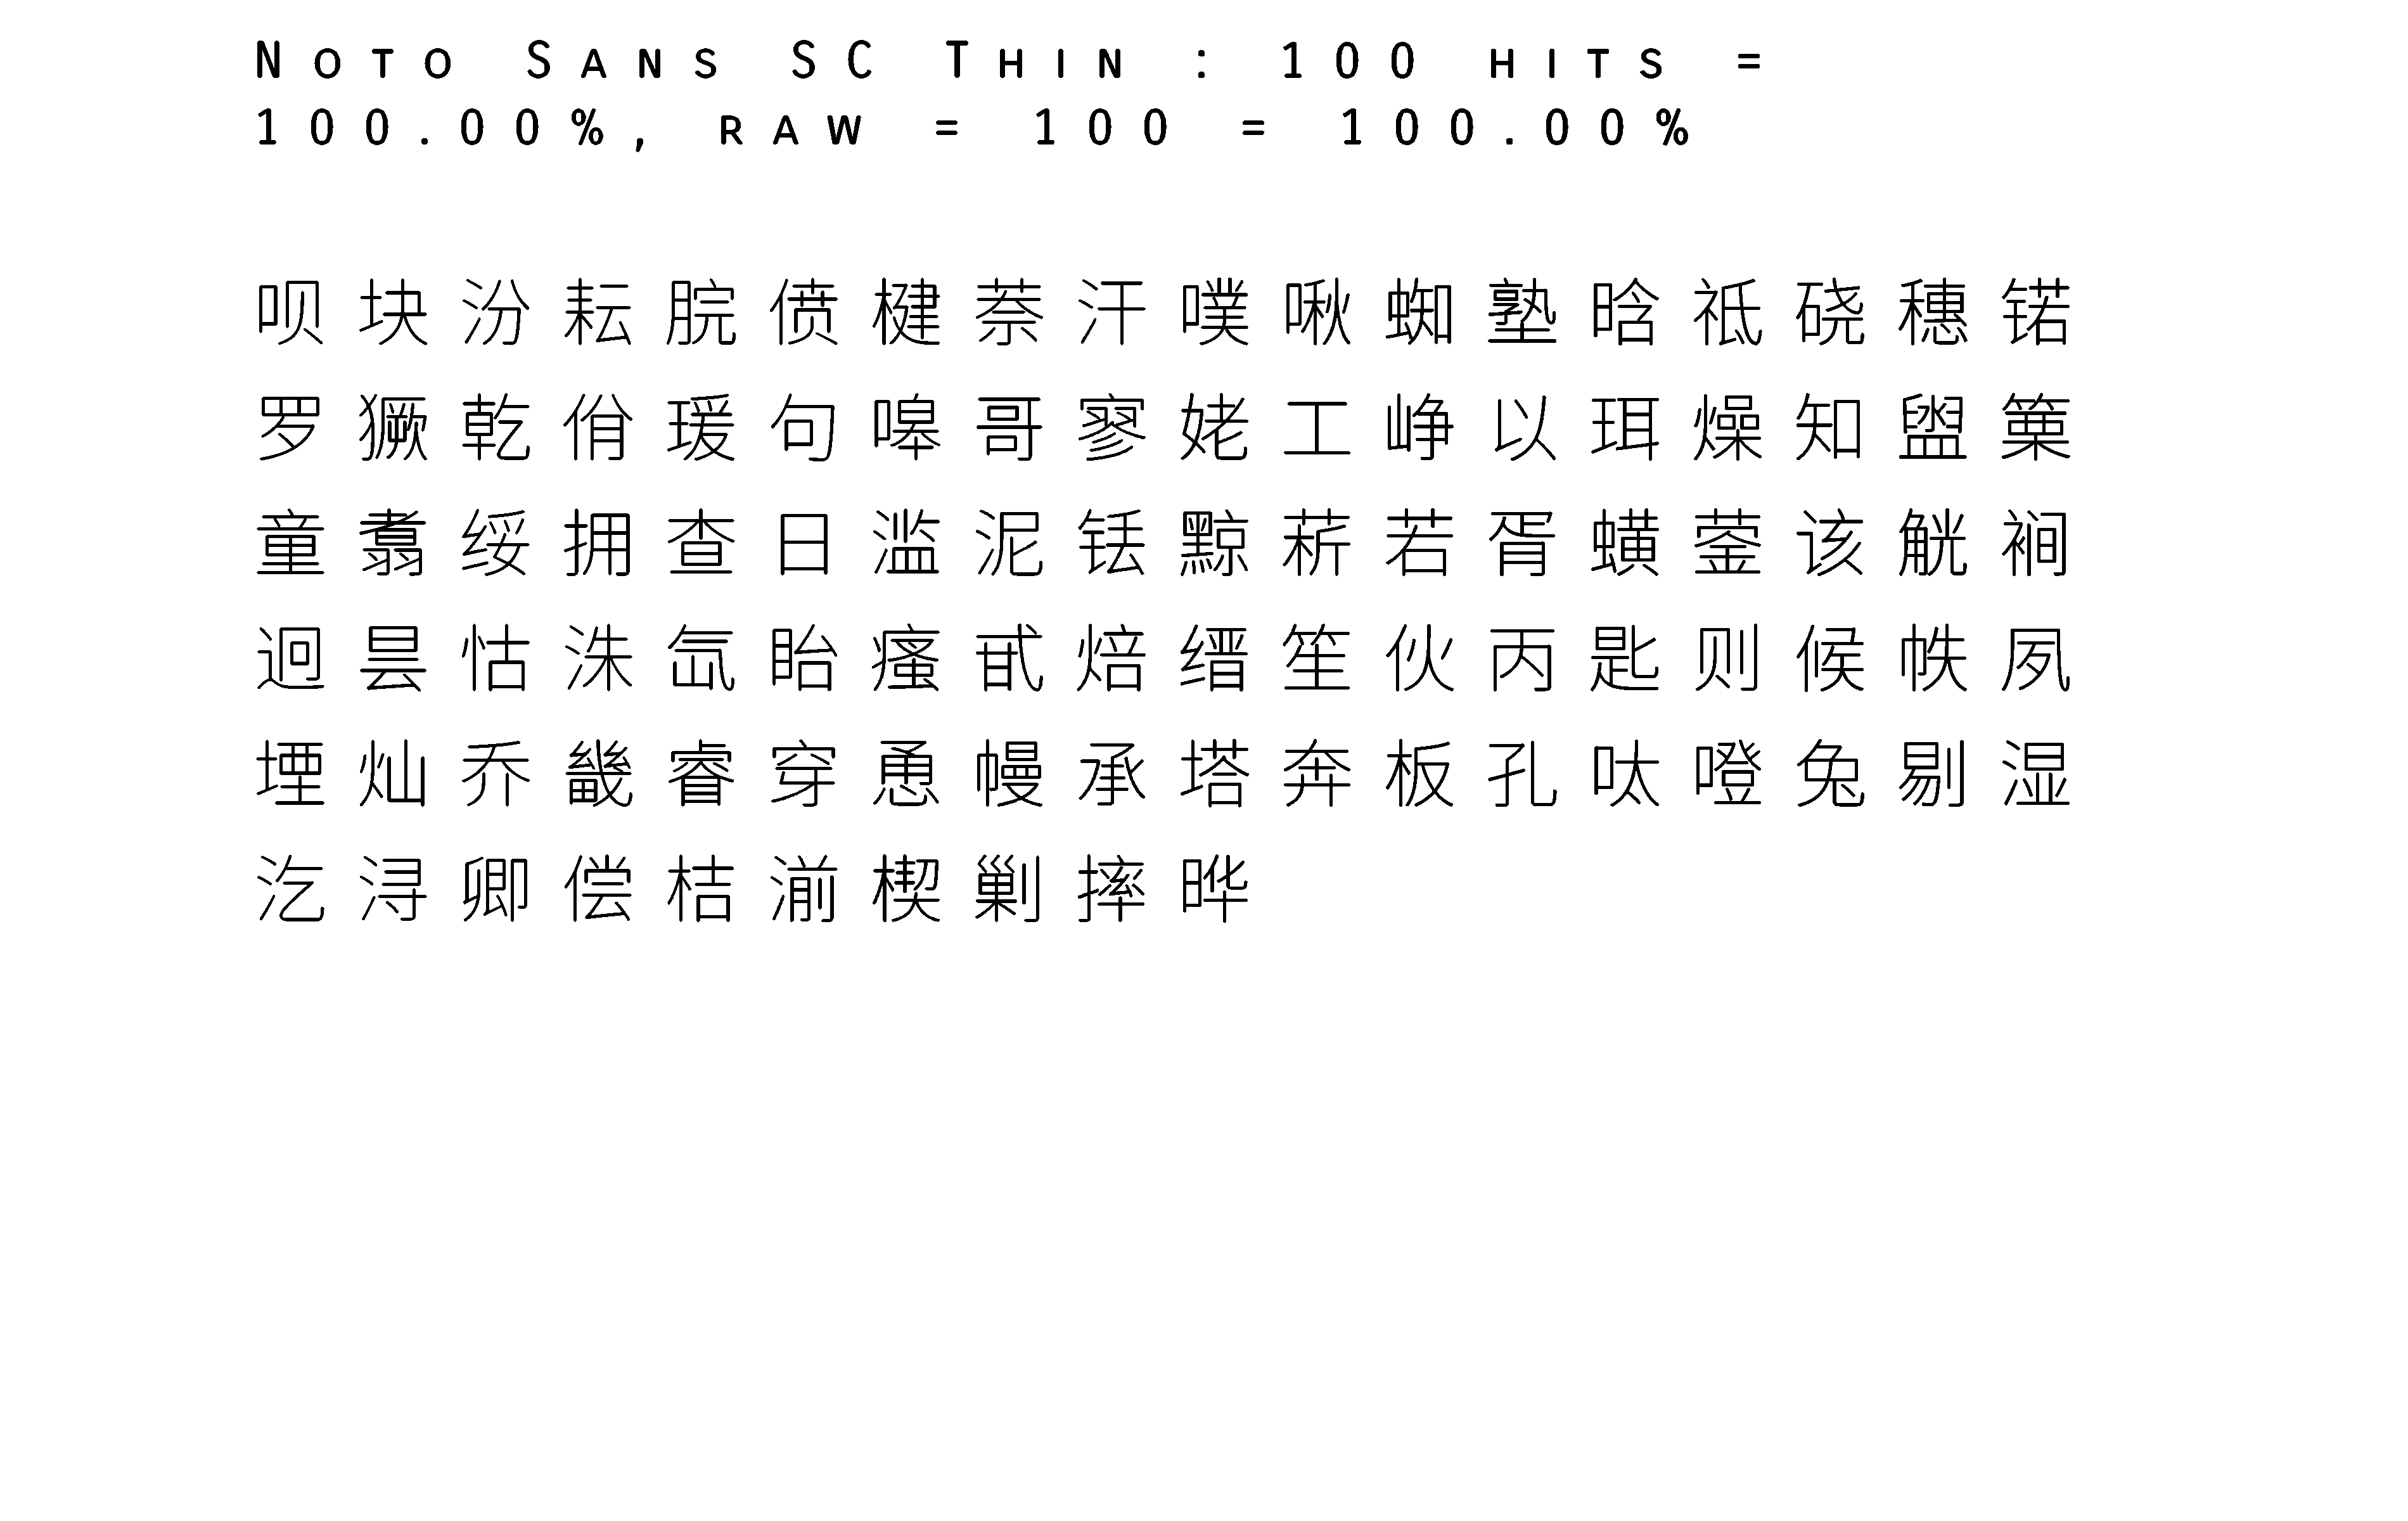 Noto Sans SC Thin : 100 hits =
100.00%, raw = 100 = 100.00%
呗块汾耘脘偾楗萘汗噗啾蜘塾晗祗硗穗锘
罗獗乾佾瑗句嗥哥寥姥工峥以珥燥知盥篥
童翥绥拥查日滥泥铥黥菥若胥蟥蓥该觥裥
迥昙怙洙氙眙瘙甙焙缙笙伙丙匙则候帙夙
堙灿乔畿睿穿恿幔承塔奔板孔呔噔兔剔湿
汔浔卿偿桔湔楔剿摔晔